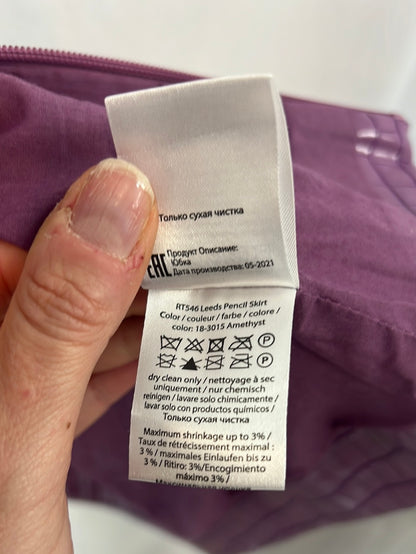 Только сухая чистка
EAC
Продукт Описание:
Юбка
Дата производства: 05-2021
RT546 Leeds Pencil Skirt
Color / couleur / farbe / colore /
color: 18-3015 Amethyst
P
P
dry clean only / nettoyage à sec
uniquement / nur chemisch
reinigen / lavare solo chimicamente /
lavar solo con productos químicos /
Только сухая чистка
Maximum shrinkage up to 3% /
Taux de rétrécissement maximal :
3 % / maximales Einlaufen bis zu
3 % / Ritiro: 3%/Encogimiento
máximo 3% /